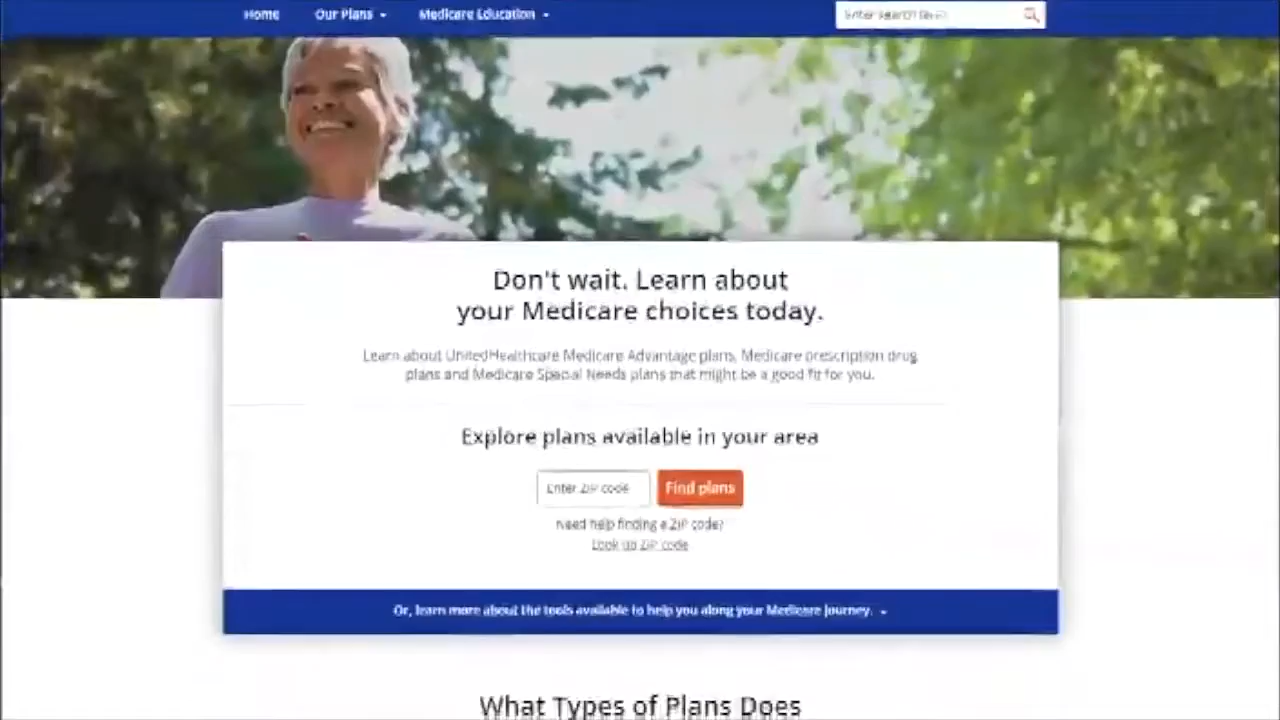 Home
Our Plans
Medicare Education
Enter search term
Don't wait. Learn about
your Medicare choices today.
Learn about UnitedHealthcare Medicare Advantage plans, Medicare prescription drug
plans and Medicare Special Needs plans that might be a good fit for you.
Explore plans available in your area
Enter ZIP code
Find plans
Need help finding a ZIP code?
Look up ZIP code
Or, learn more about the tools available to help you along your Medicare journey.
What Types of Plans Does